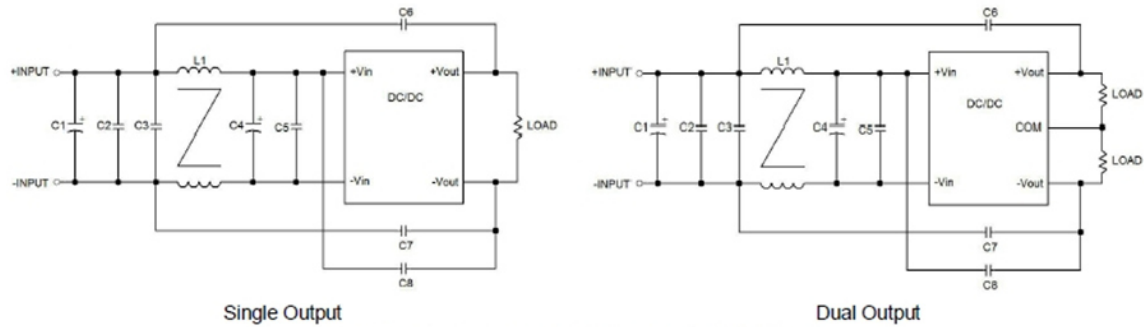 C6
L1
+INPUT
+Vin
+Vout
DC/DC
C1
+
C2
C3
C4
+
C5
LOAD
-INPUT
-Vin
-Vout
C7
C8
Single Output
C6
L1
+INPUT
+Vin
+Vout
DC/DC
LOAD
C1
+
C2
C3
C4
+
C5
COM
LOAD
-INPUT
-Vin
-Vout
C7
C8
Dual Output